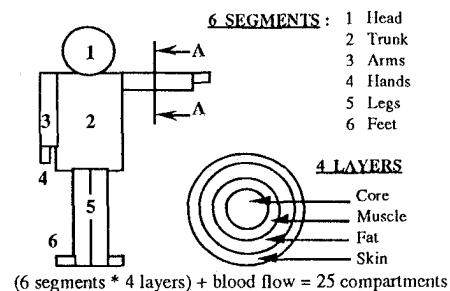 6 SEGMENTS : 1 Head
2 Trunk
3 Arms
4 Hands
5 Legs
6 Feet
1
A
A
3
2
4
5
6
4 LAYERS
Core
Muscle
Fat
Skin
(6 segments * 4 layers) + blood flow = 25 compartments